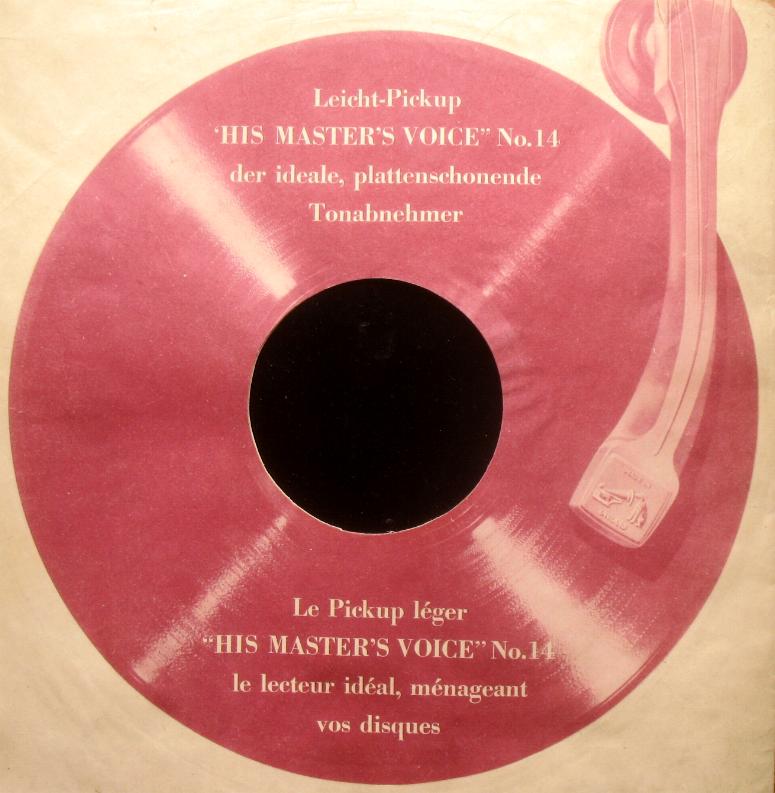 Leicht-Pickup
‘HIS MASTER'S VOICE” No.14
der ideale, plattenschonende
Tonabnehmer
Le Pickup léger
“HIS MASTER'S VOICE” No.14
le lecteur idéal, ménageant
vos disques